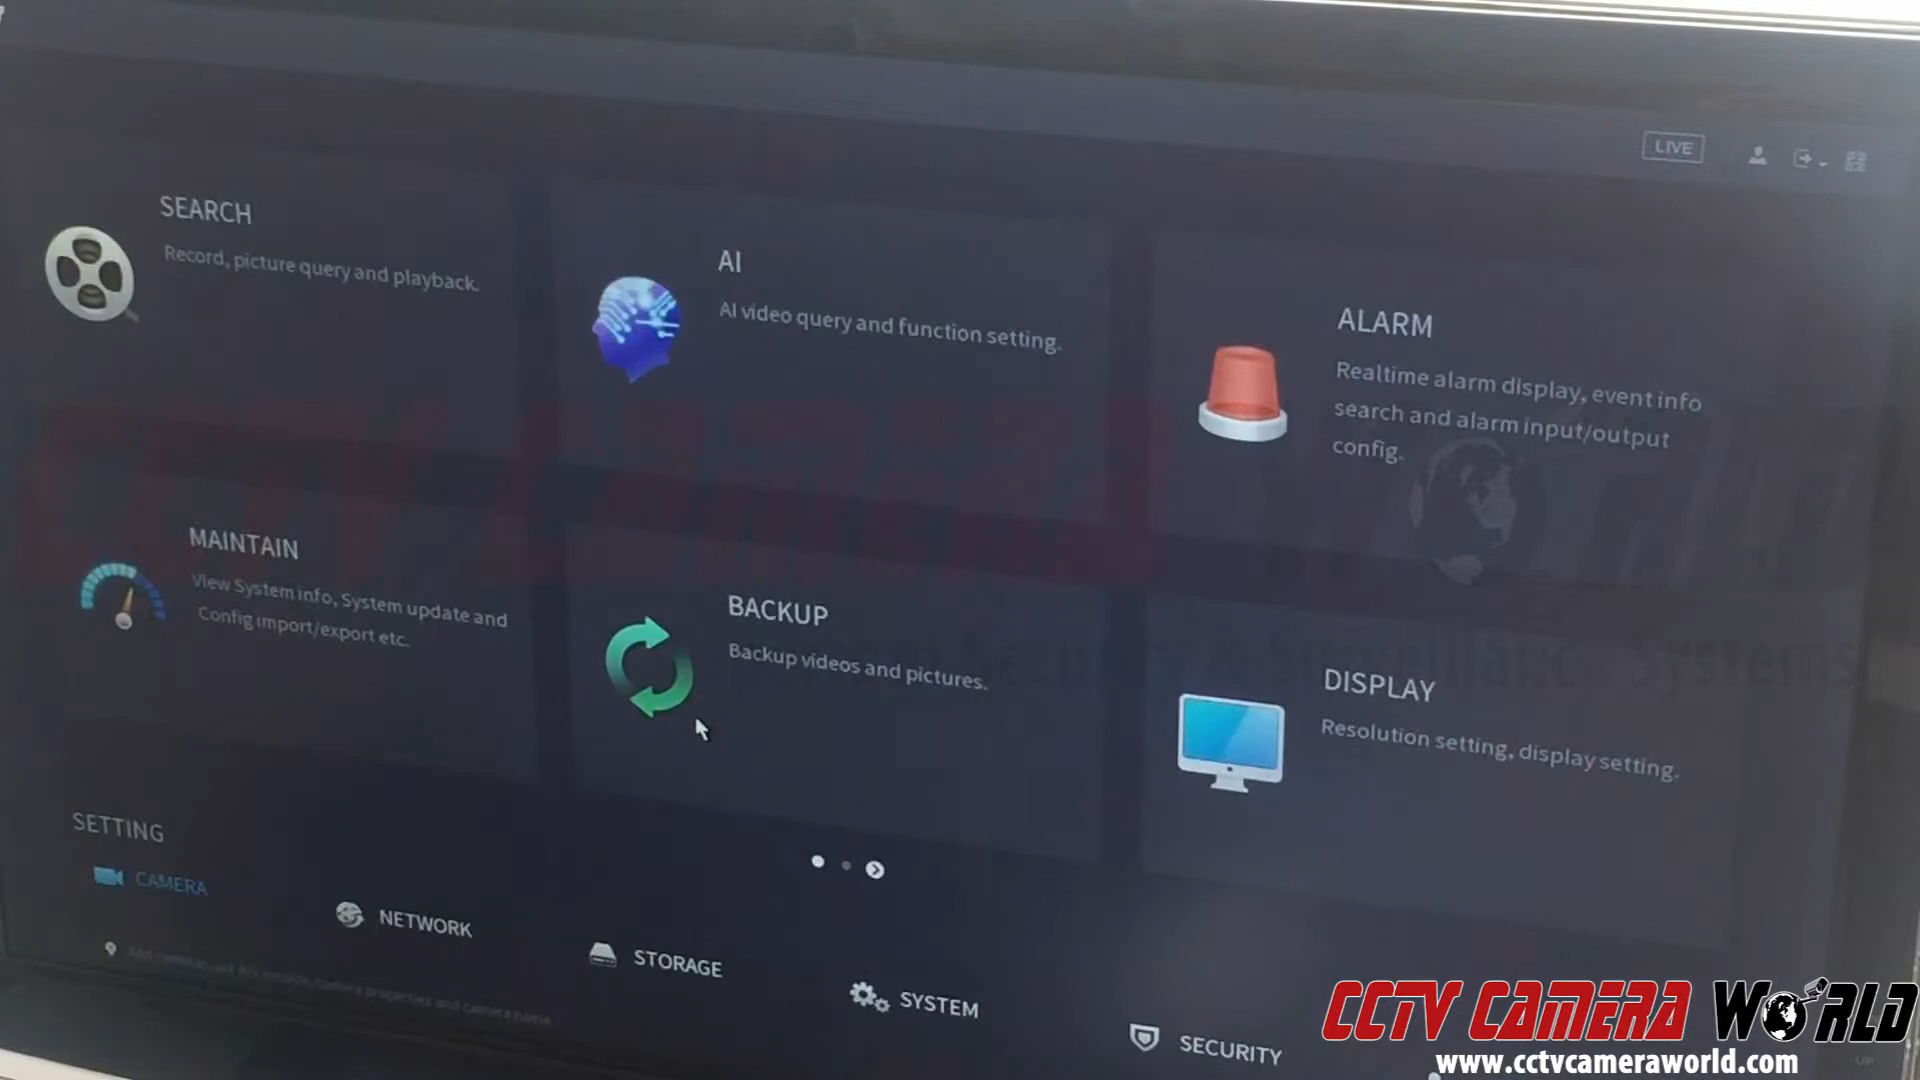 LIVE
SEARCH
Record, picture query and playback.
AI
AI video query and function setting.
ALARM
Realtime alarm display, event info
search and alarm input/output
config.
MAINTAIN
View System info, System update and
Config import/export etc.
BACKUP
Backup videos and pictures.
DISPLAY
Resolution setting, display setting.
SETTING
CAMERA
NETWORK
STORAGE
SYSTEM
SECURITY
CCTV CAMERA WORLD
www.cctvcameraworld.com
UP